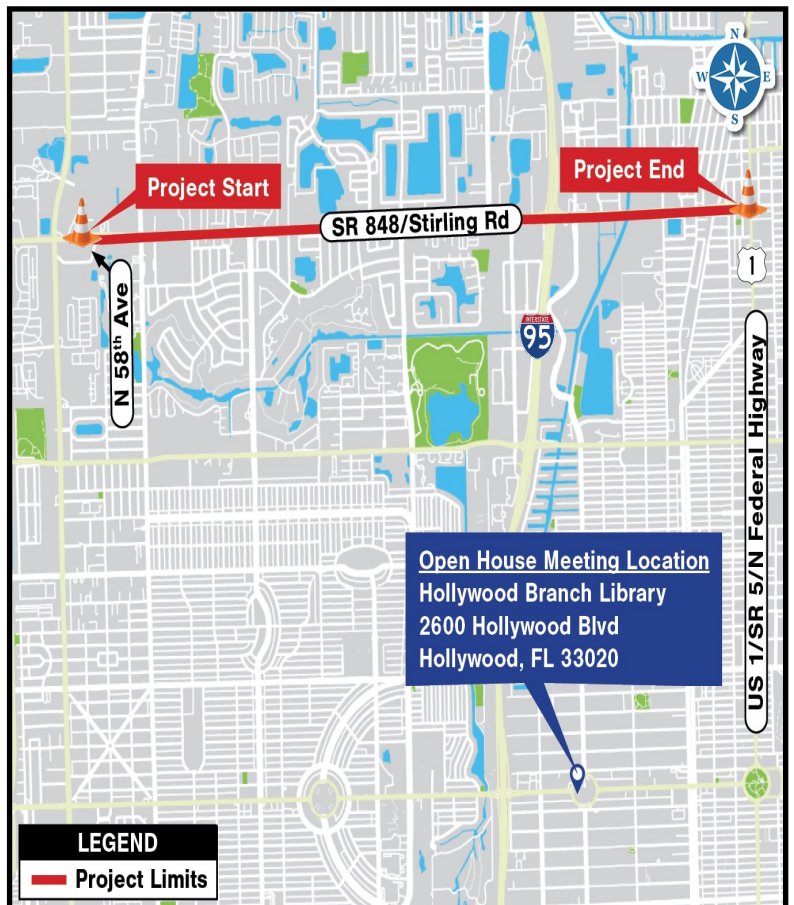 N
W
E
S
Project End
Project Start
SR 848/Stirling Rd
1
N 58th Ave
INTERSTATE
95
US 1/SR 5/N Federal Highway
Open House Meeting Location
Hollywood Branch Library
2600 Hollywood Blvd
Hollywood, FL 33020
LEGEND
Project Limits